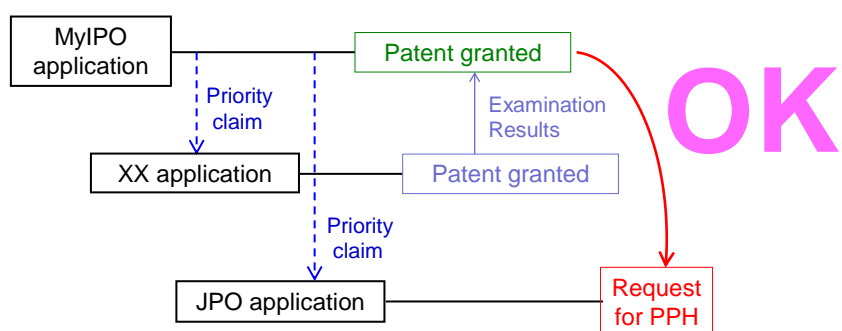 MyIPO
application
Patent granted
OK
Priority
claim
Examination
Results
XX application
Patent granted
Priority
claim
JPO application
Request
for PPH